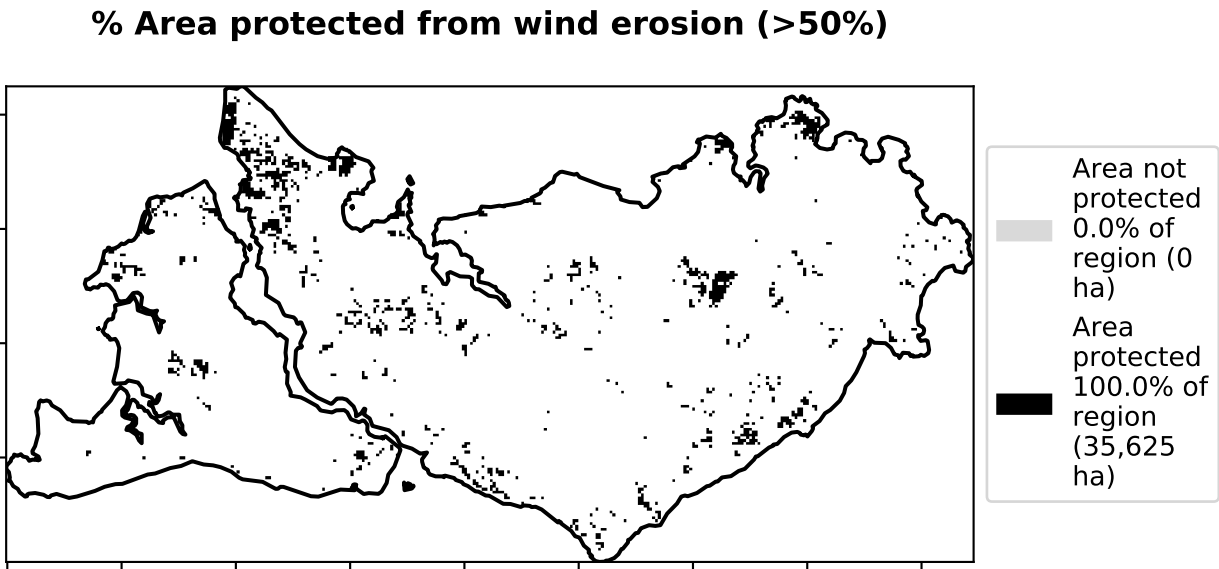 % Area protected from wind erosion (>50%)
Area not
protected
0.0% of
region (0
ha)
Area
protected
100.0% of
region
(35,625
ha)